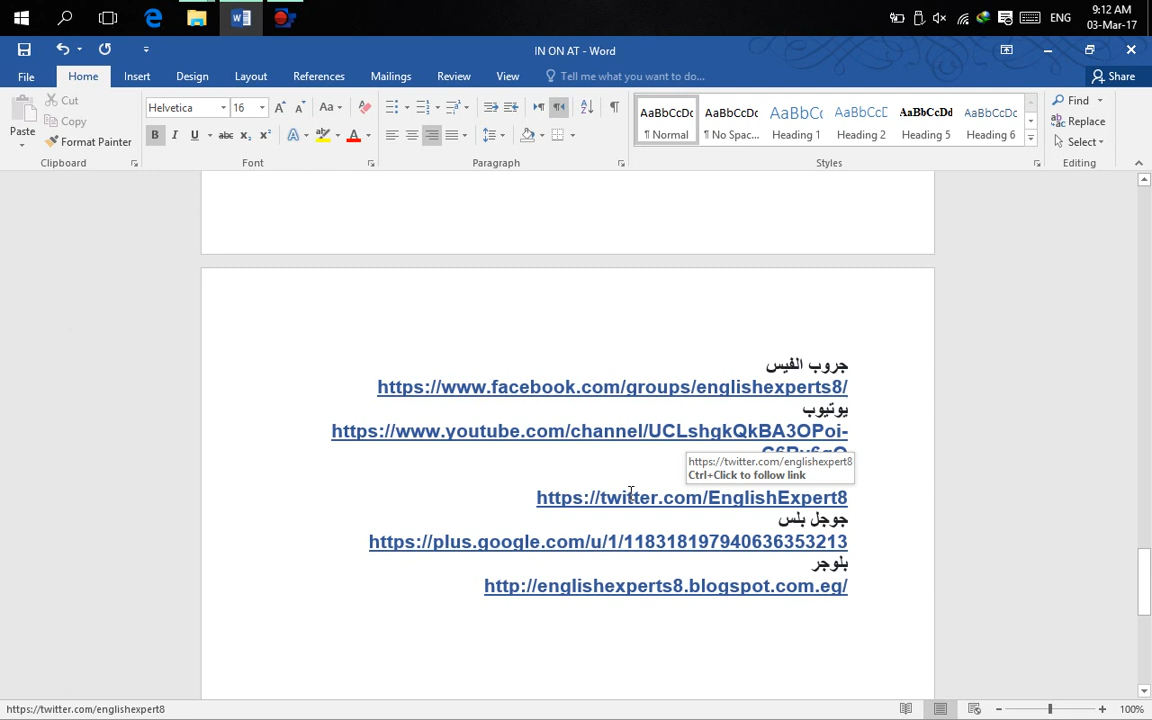 9:12 AM
ENG
03-Mar-17
IN ON AT - Word
File
Home
Insert
Design
Layout
References
Mailings
Review
View
Tell me what you want to do...
Share
Paste
Cut
Copy
Format Painter
Clipboard
Helvetica
16
Font
Paragraph
AaBbCcDc
¶ Normal
AaBbCcDc
¶ No Spac...
AaBbCc
Heading 1
AaBbCcD
Heading 2
AaBbCcDd
Heading 5
AaBbCcDc
Heading 6
Styles
Find
Replace
Select
Editing
جروب الفيس
https://www.facebook.com/groups/englishexperts8/
يوتيوب
https://www.youtube.com/channel/UCLshgkQkBA3OPoi-
https://twitter.com/englishexpert8
Ctrl+Click to follow link
https://twitter.com/EnglishExpert8
جوجل بلس
https://plus.google.com/u/1/118318197940636353213
بلوجر
http://englishexperts8.blogspot.com.eg/
https://twitter.com/englishexpert8
100%